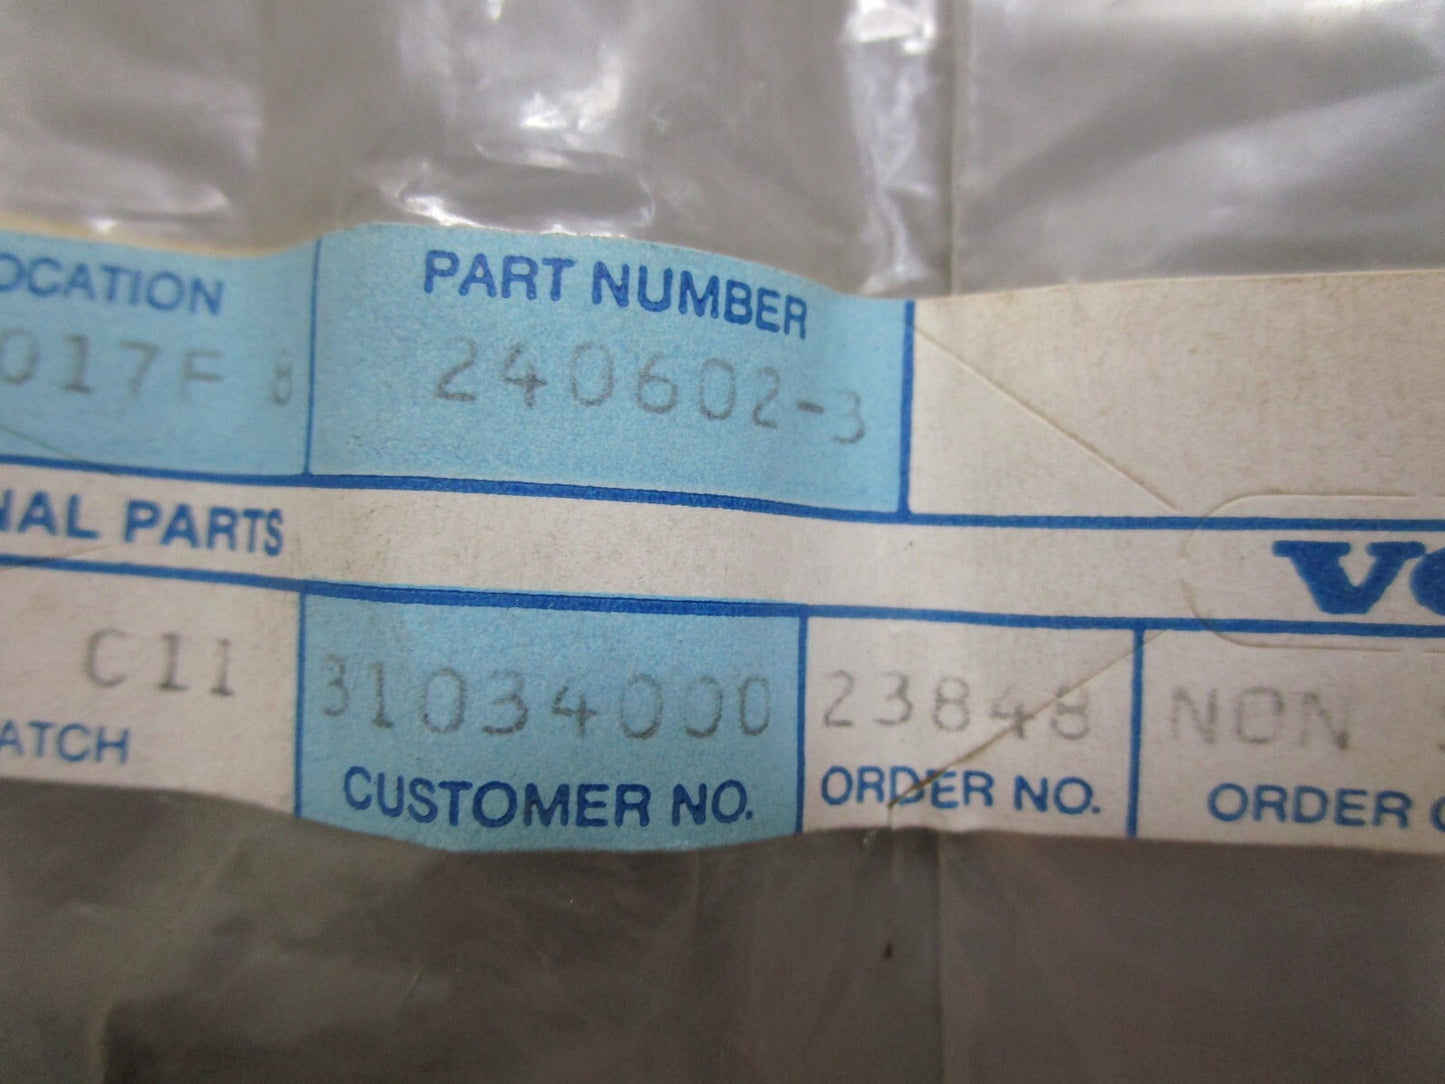 OCATION PART NUMBER
017F 8 240602-3
NAL PARTS VO
C11 31034000 23848 NON
ATCH CUSTOMER NO. ORDER NO. ORDER